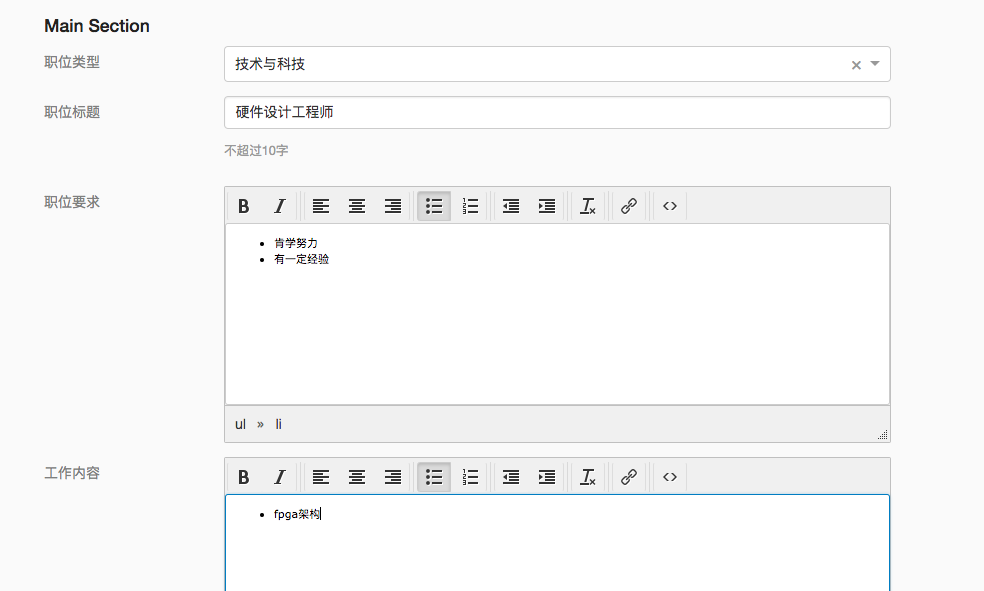 Main Section
职位类型
技术与科技
职位标题
硬件设计工程师
不超过10字
职位要求
肯学努力
有一定经验
ul » li
工作内容
fpga架构